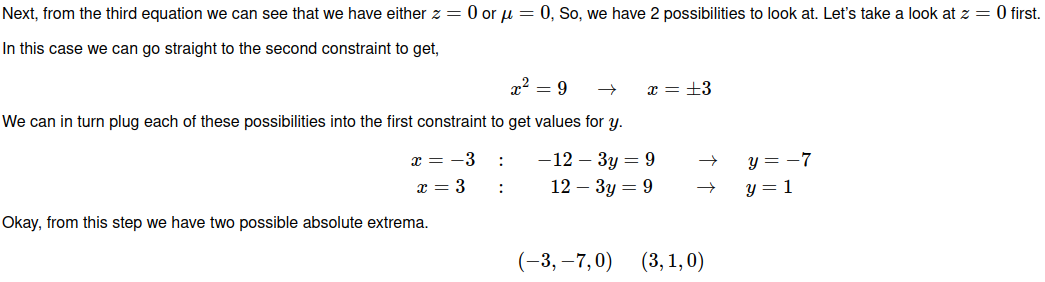 Next, from the third equation we can see that we have either z = 0 or μ = 0, So, we have 2 possibilities to look at. Let's take a look at z = 0 first.
In this case we can go straight to the second constraint to get,
x² = 9 → x = ±3
We can in turn plug each of these possibilities into the first constraint to get values for y.
x = −3 : −12 − 3y = 9 → y = −7
x = 3 : 12 − 3y = 9 → y = 1
Okay, from this step we have two possible absolute extrema.
(−3, −7, 0) (3, 1, 0)